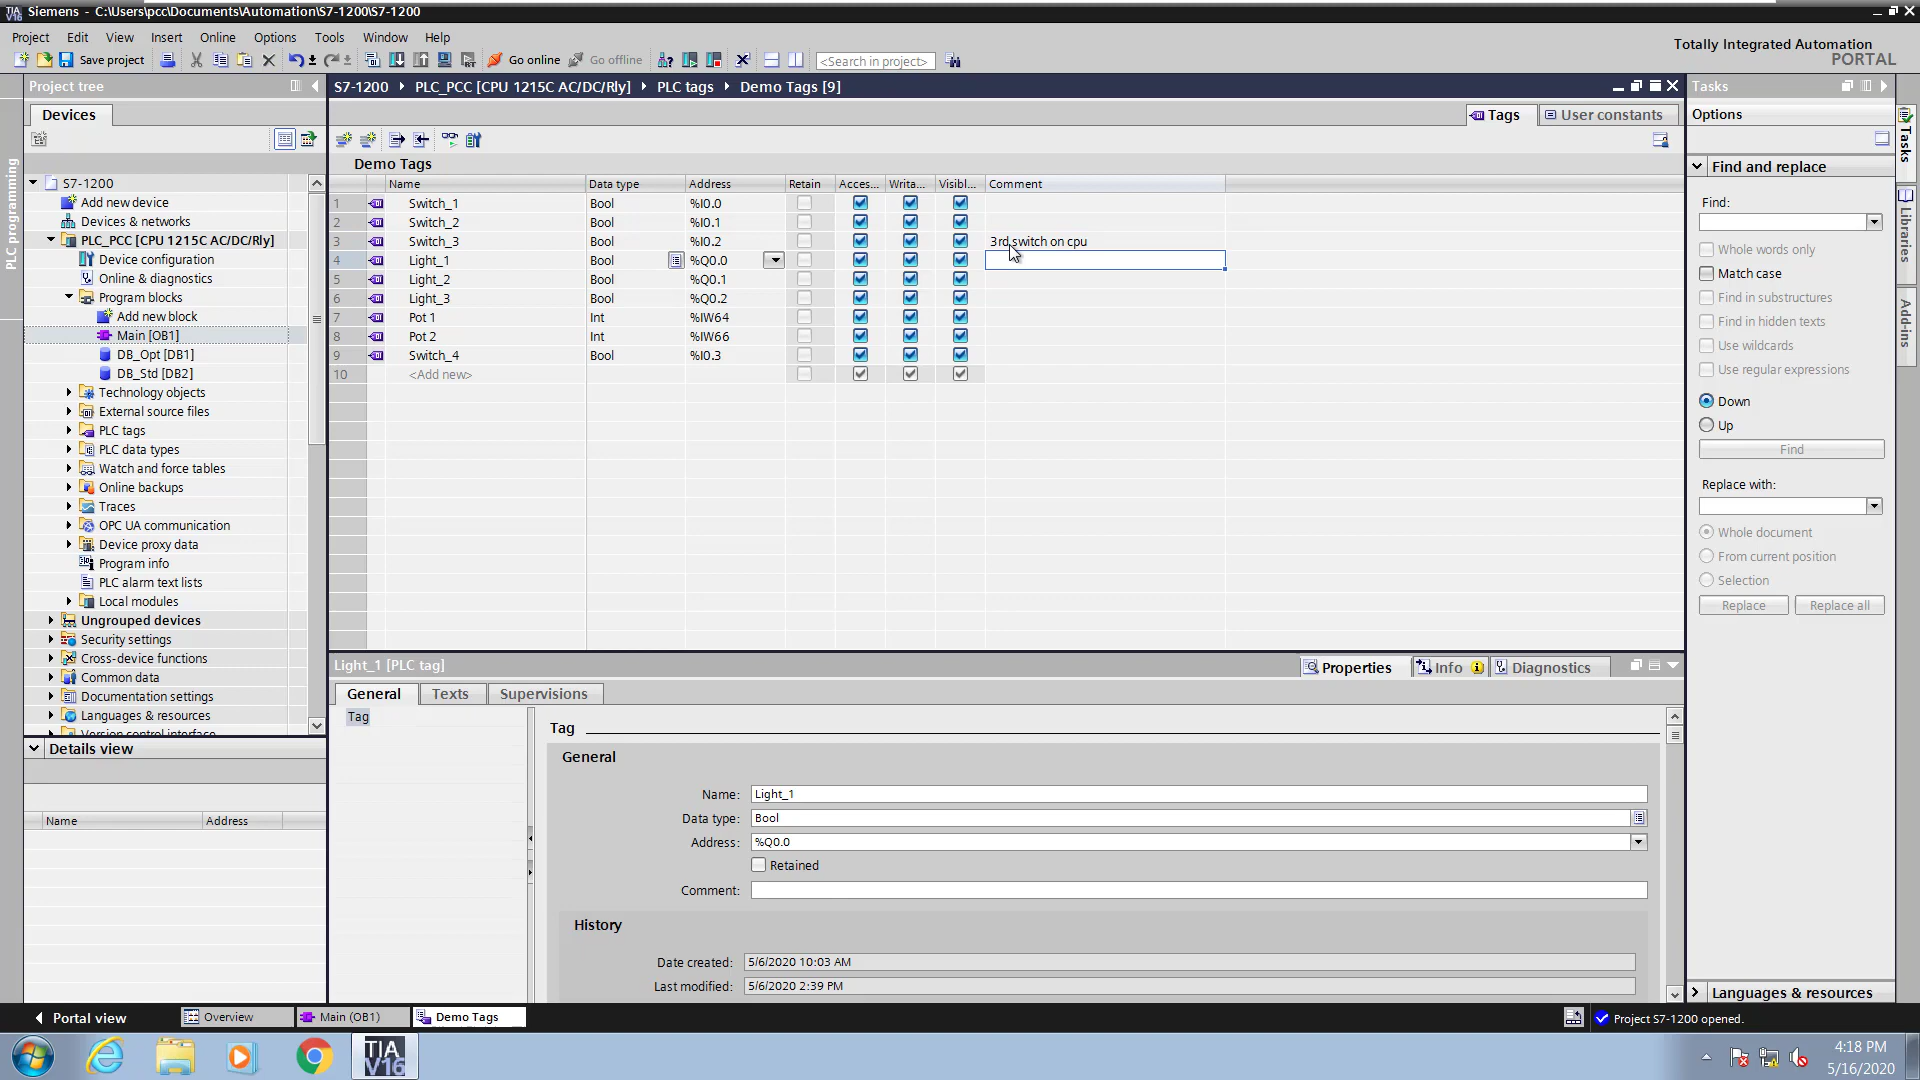 Siemens - C:\Users\pcc\Documents\Automation\S7-1200\S7-1200
Project Edit View Insert Online Options Tools Window Help
Totally Integrated Automation
PORTAL
Save project
Go online
Go offline
<Search in project>
Project tree
S7-1200 PLC_PCC [CPU 1215C AC/DC/Rly] PLC tags Demo Tags [9]
Tasks
Devices
Tags
User constants
Options
Demo Tags
Name Data type Address Retain Acces... Writa... Visibl... Comment
1 Switch_1 Bool %I0.0
2 Switch_2 Bool %I0.1
3 Switch_3 Bool %I0.2 3rd switch on cpu
4 Light_1 Bool %Q0.0
5 Light_2 Bool %Q0.1
6 Light_3 Bool %Q0.2
7 Pot 1 Int %IW64
8 Pot 2 Int %IW66
9 Switch_4 Bool %I0.3
10 <Add new>
PLC programming
S7-1200
Add new device
Devices & networks
PLC_PCC [CPU 1215C AC/DC/Rly]
Device configuration
Online & diagnostics
Program blocks
Add new block
Main [OB1]
DB_Opt [DB1]
DB_Std [DB2]
Technology objects
External source files
PLC tags
PLC data types
Watch and force tables
Online backups
Traces
OPC UA communication
Device proxy data
Program info
PLC alarm text lists
Local modules
Ungrouped devices
Security settings
Cross-device functions
Common data
Documentation settings
Languages & resources
Version control interface
Details view
Name Address
Find and replace
Find:
Whole words only
Match case
Find in substructures
Find in hidden texts
Use wildcards
Use regular expressions
Down
Up
Find
Replace with:
Whole document
From current position
Selection
Replace Replace all
Languages & resources
Tasks
Libraries
Add-ins
Light_1 [PLC tag]
Properties Info Diagnostics
General Texts Supervisions
Tag
Tag
General
Name: Light_1
Data type: Bool
Address: %Q0.0
Retained
Comment:
History
Date created: 5/6/2020 10:03 AM
Last modified: 5/6/2020 2:39 PM
Portal view Overview Main (OB1) Demo Tags
Project S7-1200 opened.
TIA
V16
4:18 PM
5/16/2020